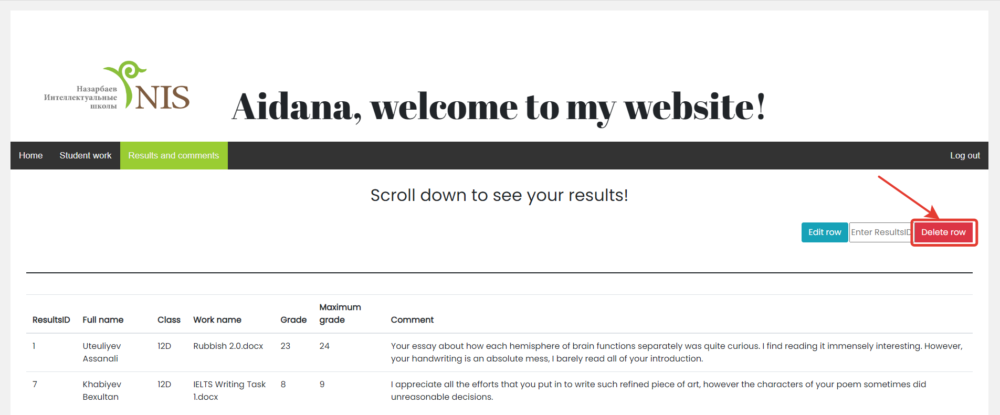 Назарбаев
Интеллектуальные
школы
NIS
Aidana, welcome to my website!
Home Student work Results and comments Log out
Scroll down to see your results!
Edit row Enter ResultsID Delete row
ResultsID Full name Class Work name Grade Maximum grade Comment
1 Uteuliyev Assanali 12D Rubbish 2.0.docx 23 24 Your essay about how each hemisphere of brain functions separately was quite curious. I find reading it immensely interesting. However,
your handwriting is an absolute mess, I barely read all of your introduction.
7 Khabiyev Bexultan 12D IELTS Writing Task 1.docx 8 9 I appreciate all the efforts that you put in to write such refined piece of art, however the characters of your poem sometimes did
unreasonable decisions.